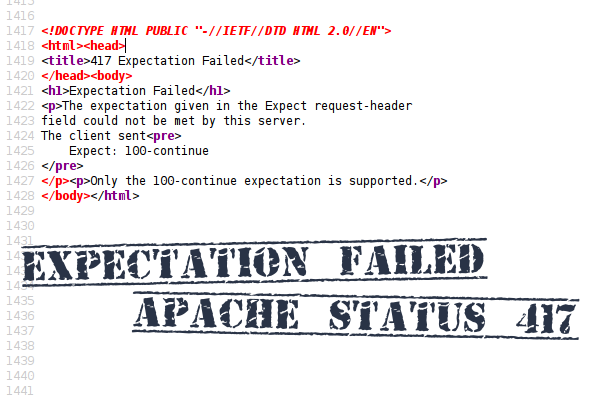 1415
1416
1417 <!DOCTYPE HTML PUBLIC "-//IETF//DTD HTML 2.0//EN">
1418 <html><head>
1419 <title>417 Expectation Failed</title>
1420 </head><body>
1421 <h1>Expectation Failed</h1>
1422 <p>The expectation given in the Expect request-header
1423 field could not be met by this server.
1424 The client sent<pre>
1425     Expect: 100-continue
1426 </pre>
1427 </p><p>Only the 100-continue expectation is supported.</p>
1428 </body></html>
1429
1430
1431
EXPECTATION FAILED
1435
APACHE STATUS 417
1436
1437
1438
1439
1440
1441